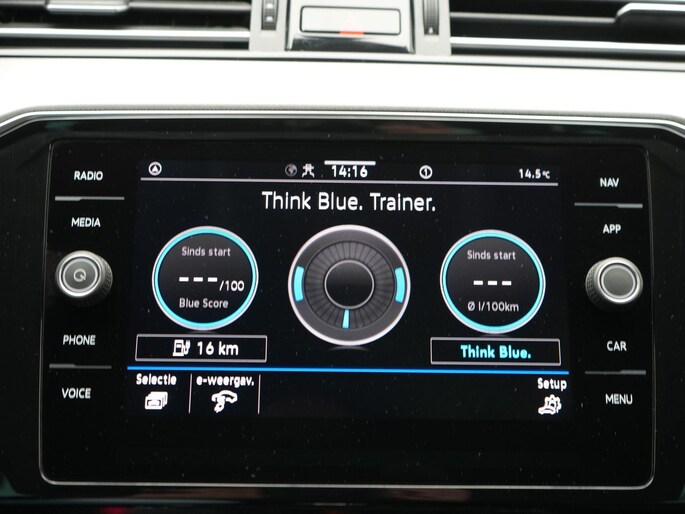 RADIO
MEDIA
PHONE
VOICE
14:16
14.5°C
Think Blue. Trainer.
Sinds start
--- /100
Blue Score
Sinds start
---
Ø l/100km
16 km
Think Blue.
Selectie
e-weergav.
Setup
NAV
APP
CAR
MENU